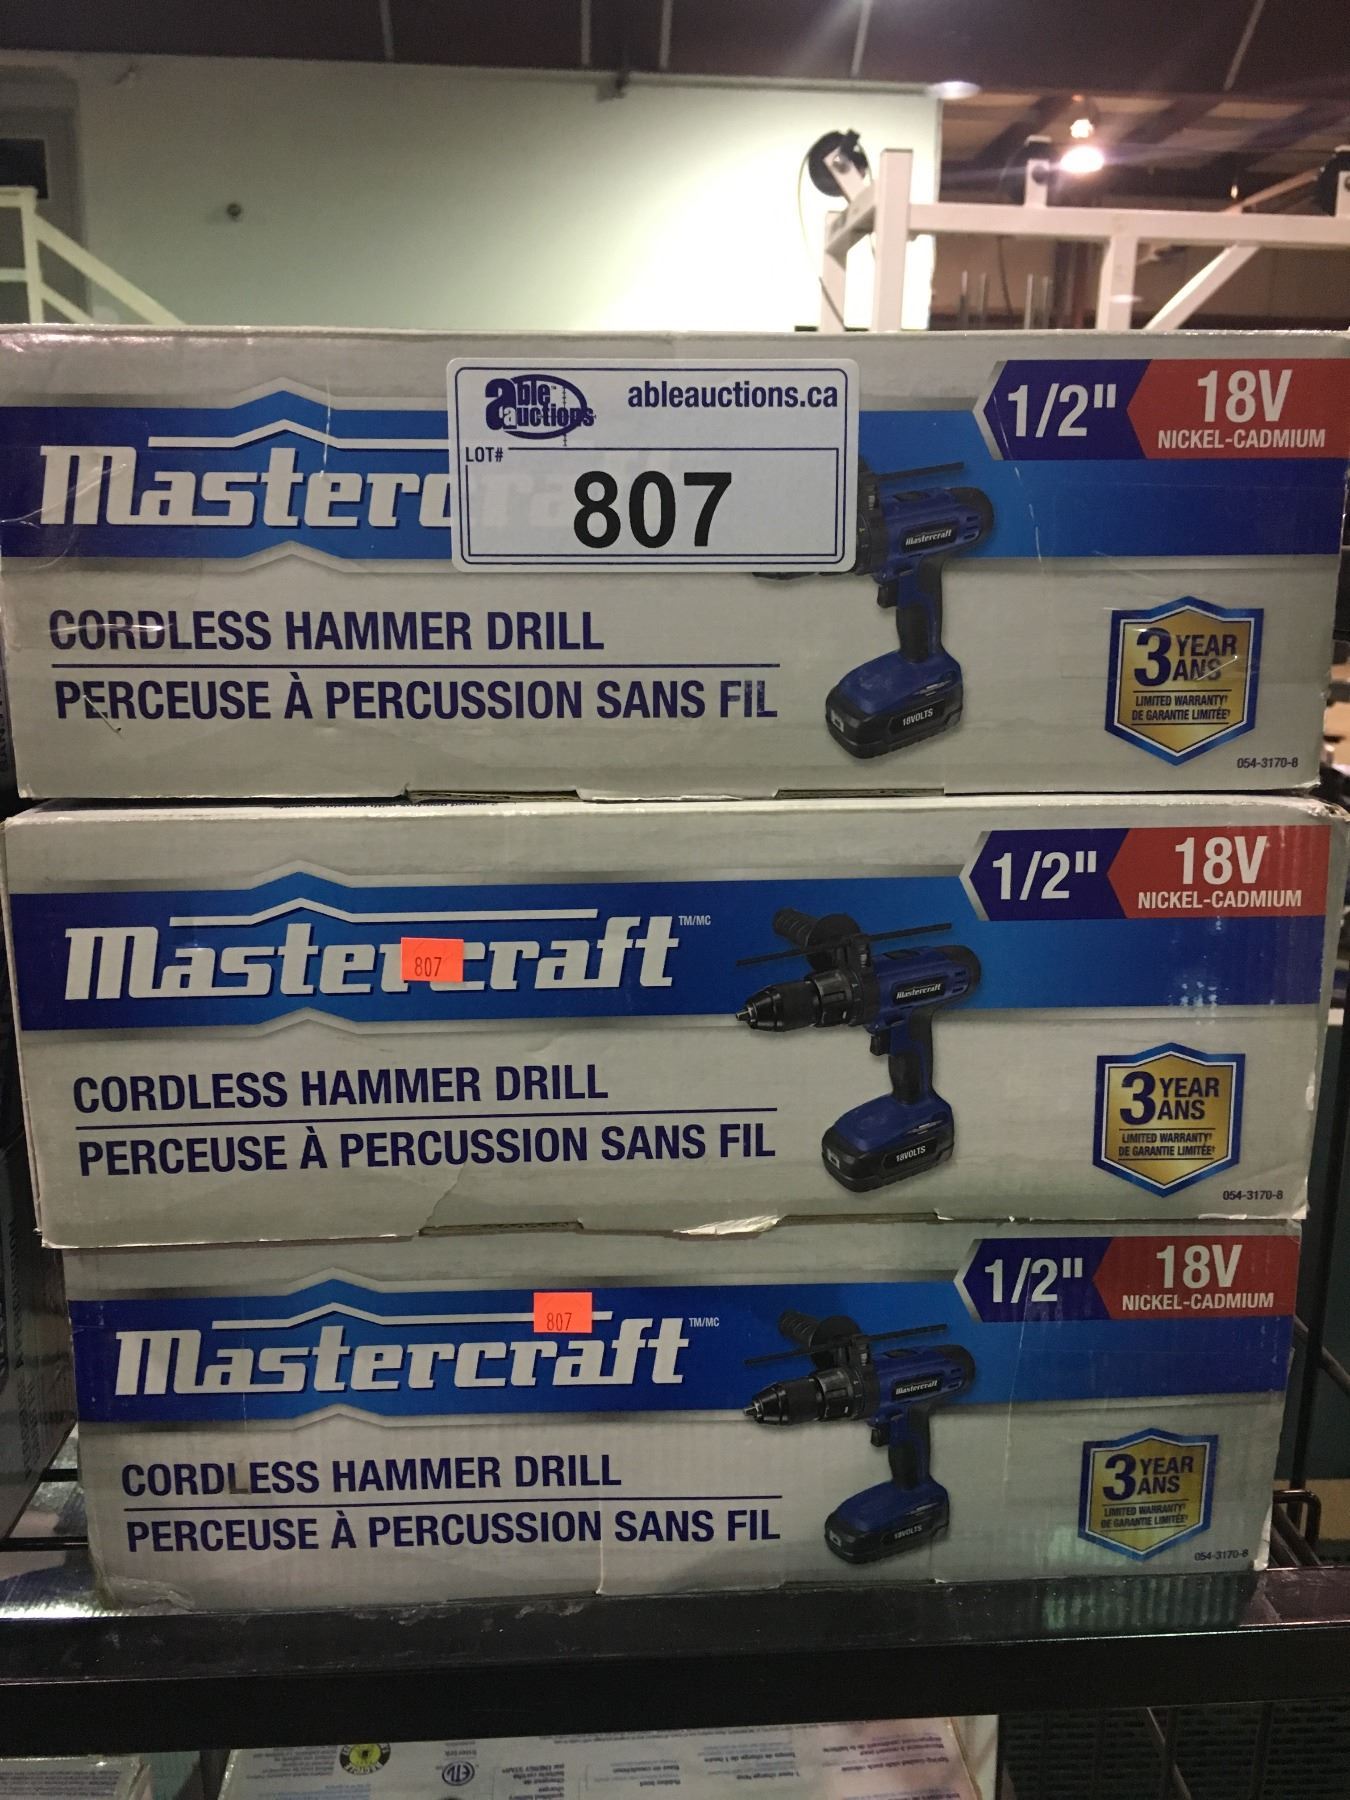 able auctions™
ableauctions.ca
LOT#
807
Masterc
1/2"
18V
NICKEL-CADMIUM
Mastercraft
CORDLESS HAMMER DRILL
PERCEUSE À PERCUSSION SANS FIL
18VOLTS
3 YEAR
ANS
LIMITED WARRANTY†
DE GARANTIE LIMITÉE†
054-3170-8
Mastercraft TM/MC
807
1/2"
18V
NICKEL-CADMIUM
Mastercraft
CORDLESS HAMMER DRILL
PERCEUSE À PERCUSSION SANS FIL
18VOLTS
3 YEAR
ANS
LIMITED WARRANTY†
DE GARANTIE LIMITÉE†
054-3170-8
Mastercraft TM/MC
807
1/2"
18V
NICKEL-CADMIUM
Mastercraft
CORDLESS HAMMER DRILL
PERCEUSE À PERCUSSION SANS FIL
18VOLTS
3 YEAR
ANS
LIMITED WARRANTY†
DE GARANTIE LIMITÉE†
054-3170-8